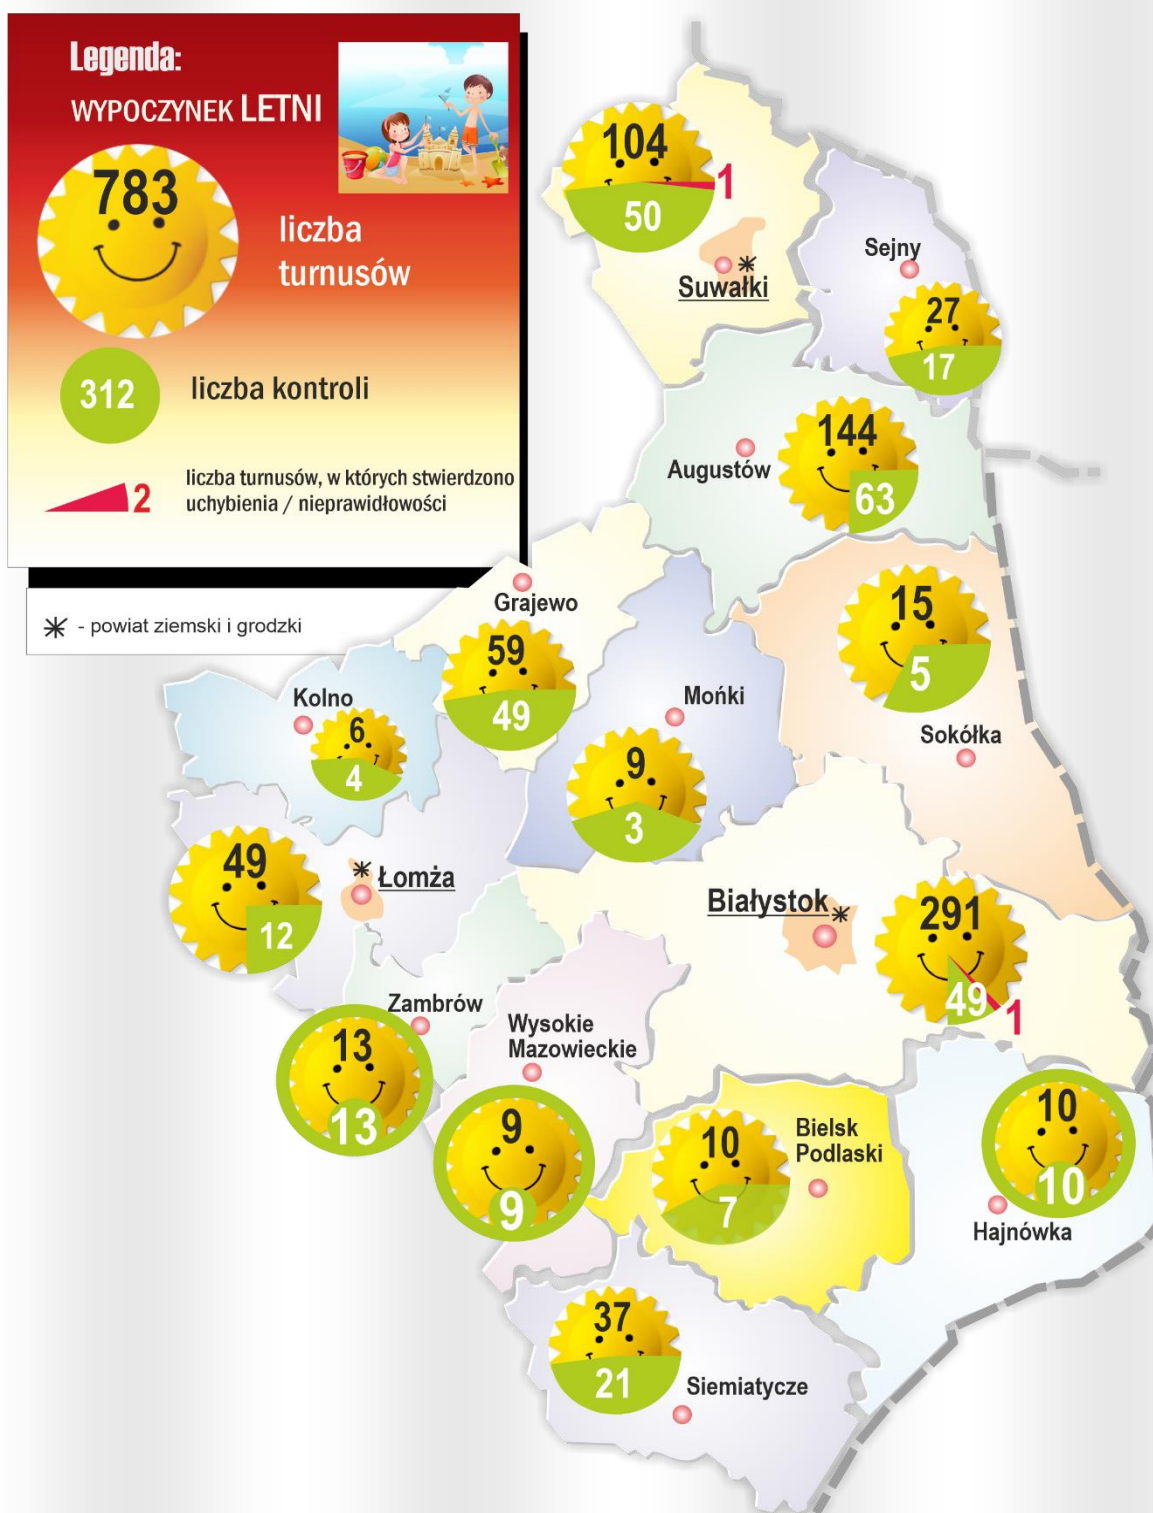 Legenda:
WYPOCZYNEK LETNI
783
liczba
turnusów
312
liczba kontroli
2
liczba turnusów, w których stwierdzono
uchybienia / nieprawidłowości
- powiat ziemski i grodzki
104
1
50
Suwałki
Sejny
27
17
144
Augustów
63
Grajewo
59
49
15
5
Sokółka
Kolno
6
4
Mońki
9
3
49
12
Łomża
Białystok
291
49
1
Zambrów
13
13
Wysokie
Mazowieckie
9
9
10
7
Bielsk
Podlaski
10
10
Hajnówka
37
21
Siemiatycze